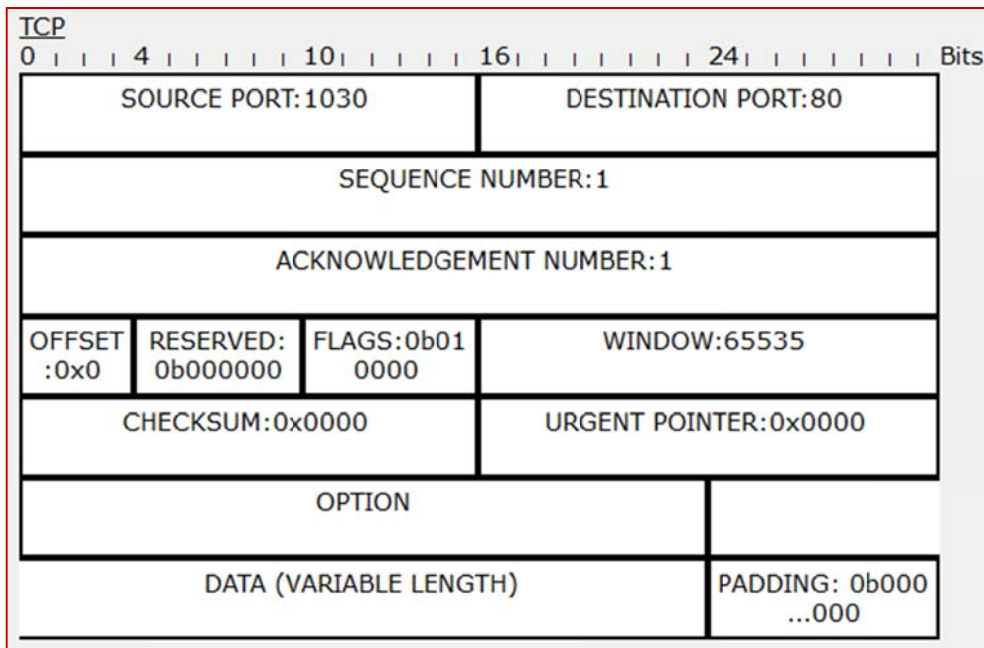 TCP
0 4 10 16 24 Bits
SOURCE PORT:1030 DESTINATION PORT:80
SEQUENCE NUMBER:1
ACKNOWLEDGEMENT NUMBER:1
OFFSET RESERVED: FLAGS:0b01 WINDOW:65535
:0x0 0b000000 0000
CHECKSUM:0x0000 URGENT POINTER:0x0000
OPTION
DATA (VARIABLE LENGTH) PADDING: 0b000
...000